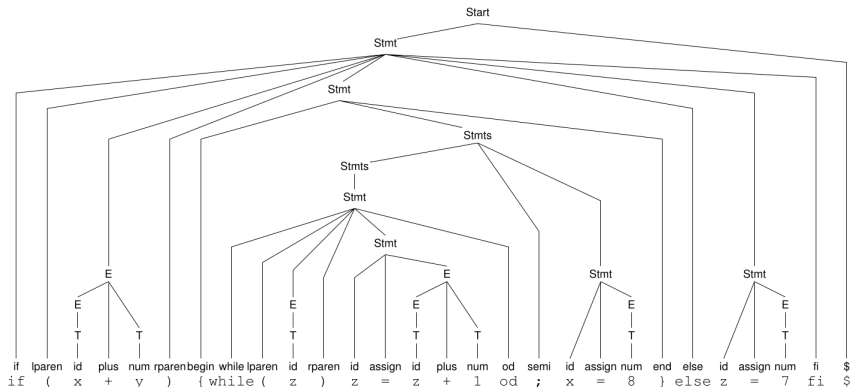 Start
Stmt
Stmt
Stmts
Stmts
Stmt
Stmt
E E Stmt Stmt
E E E E E
T T T T T T T
if lparen id plus num rparen begin while lparen id rparen id assign id plus num od semi id assign num end else id assign num fi $
if ( x + y ) { while ( z ) z = z + 1 od ; x = 8 } else z = 7 fi $